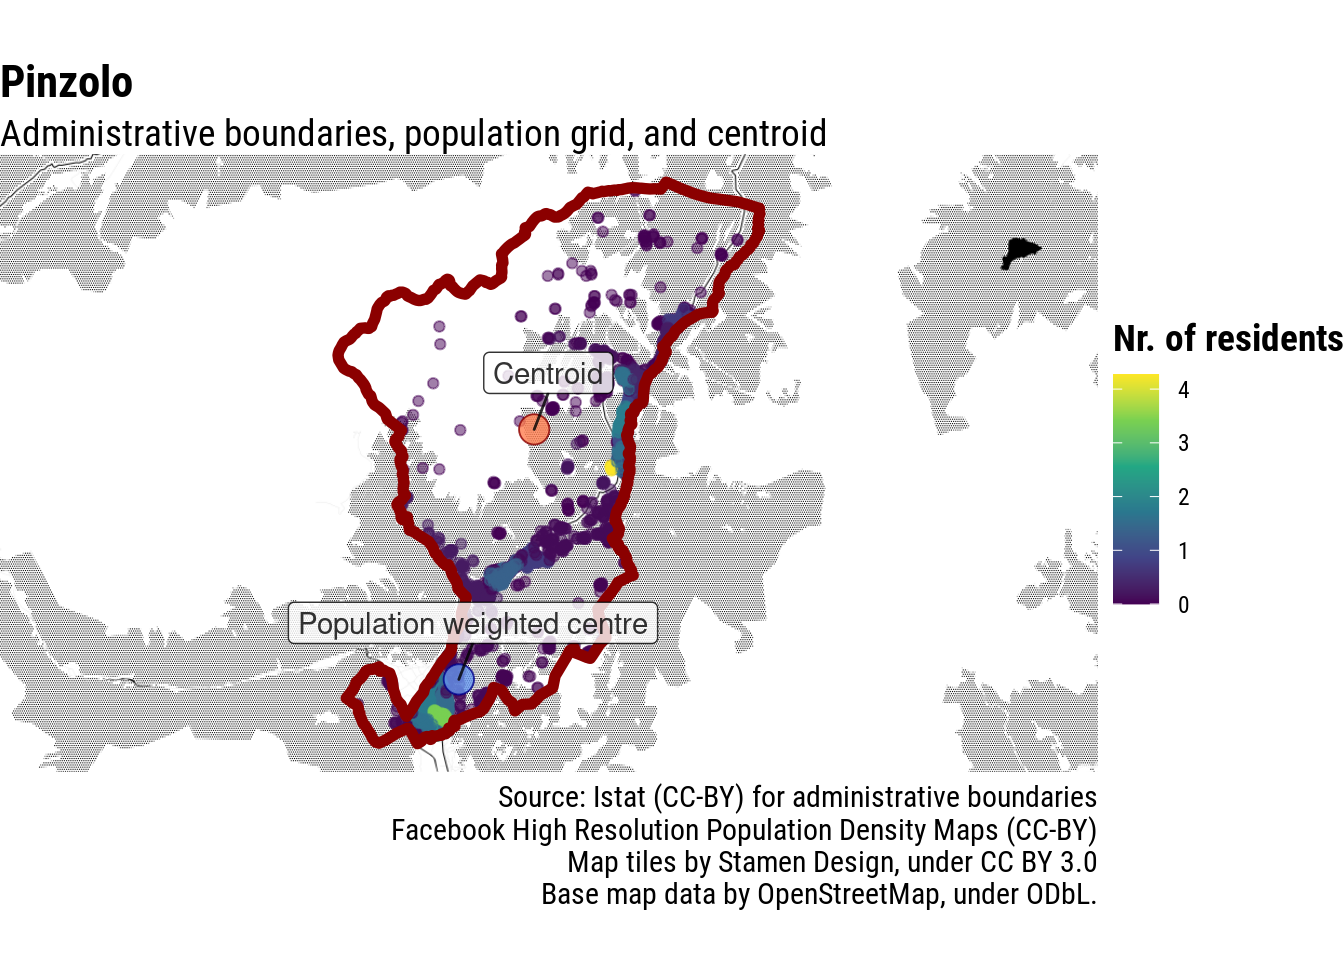 Pinzolo
Administrative boundaries, population grid, and centroid
Centroid
Population weighted centre
Nr. of residents
4
3
2
1
0
Source: Istat (CC-BY) for administrative boundaries
Facebook High Resolution Population Density Maps (CC-BY)
Map tiles by Stamen Design, under CC BY 3.0
Base map data by OpenStreetMap, under ODbL.